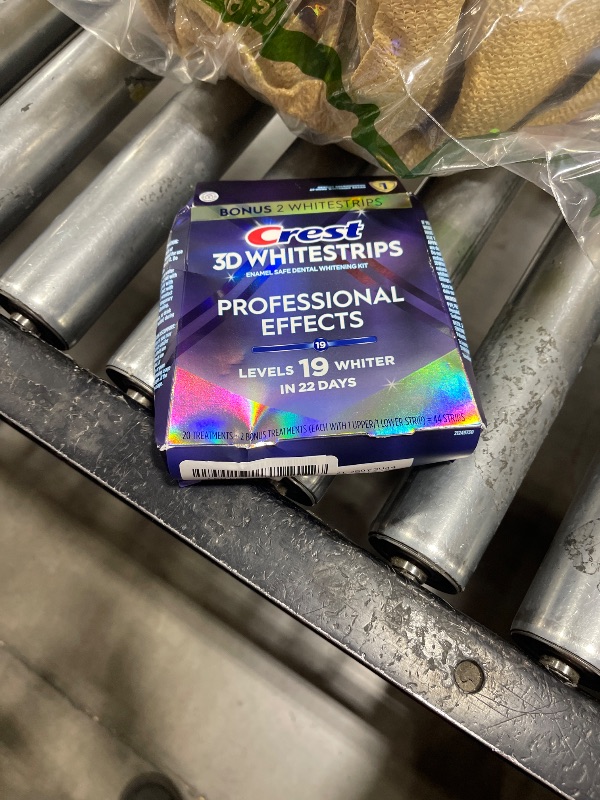 BONUS 2 WHITESTRIPS
Crest
3D WHITESTRIPS
ENAMEL SAFE DENTAL WHITENING KIT
PROFESSIONAL
EFFECTS
19
LEVELS 19 WHITER
IN 22 DAYS
20 TREATMENTS + 2 BONUS TREATMENTS (EACH WITH 1 UPPER/1 LOWER STRIP) = 44 STRIPS